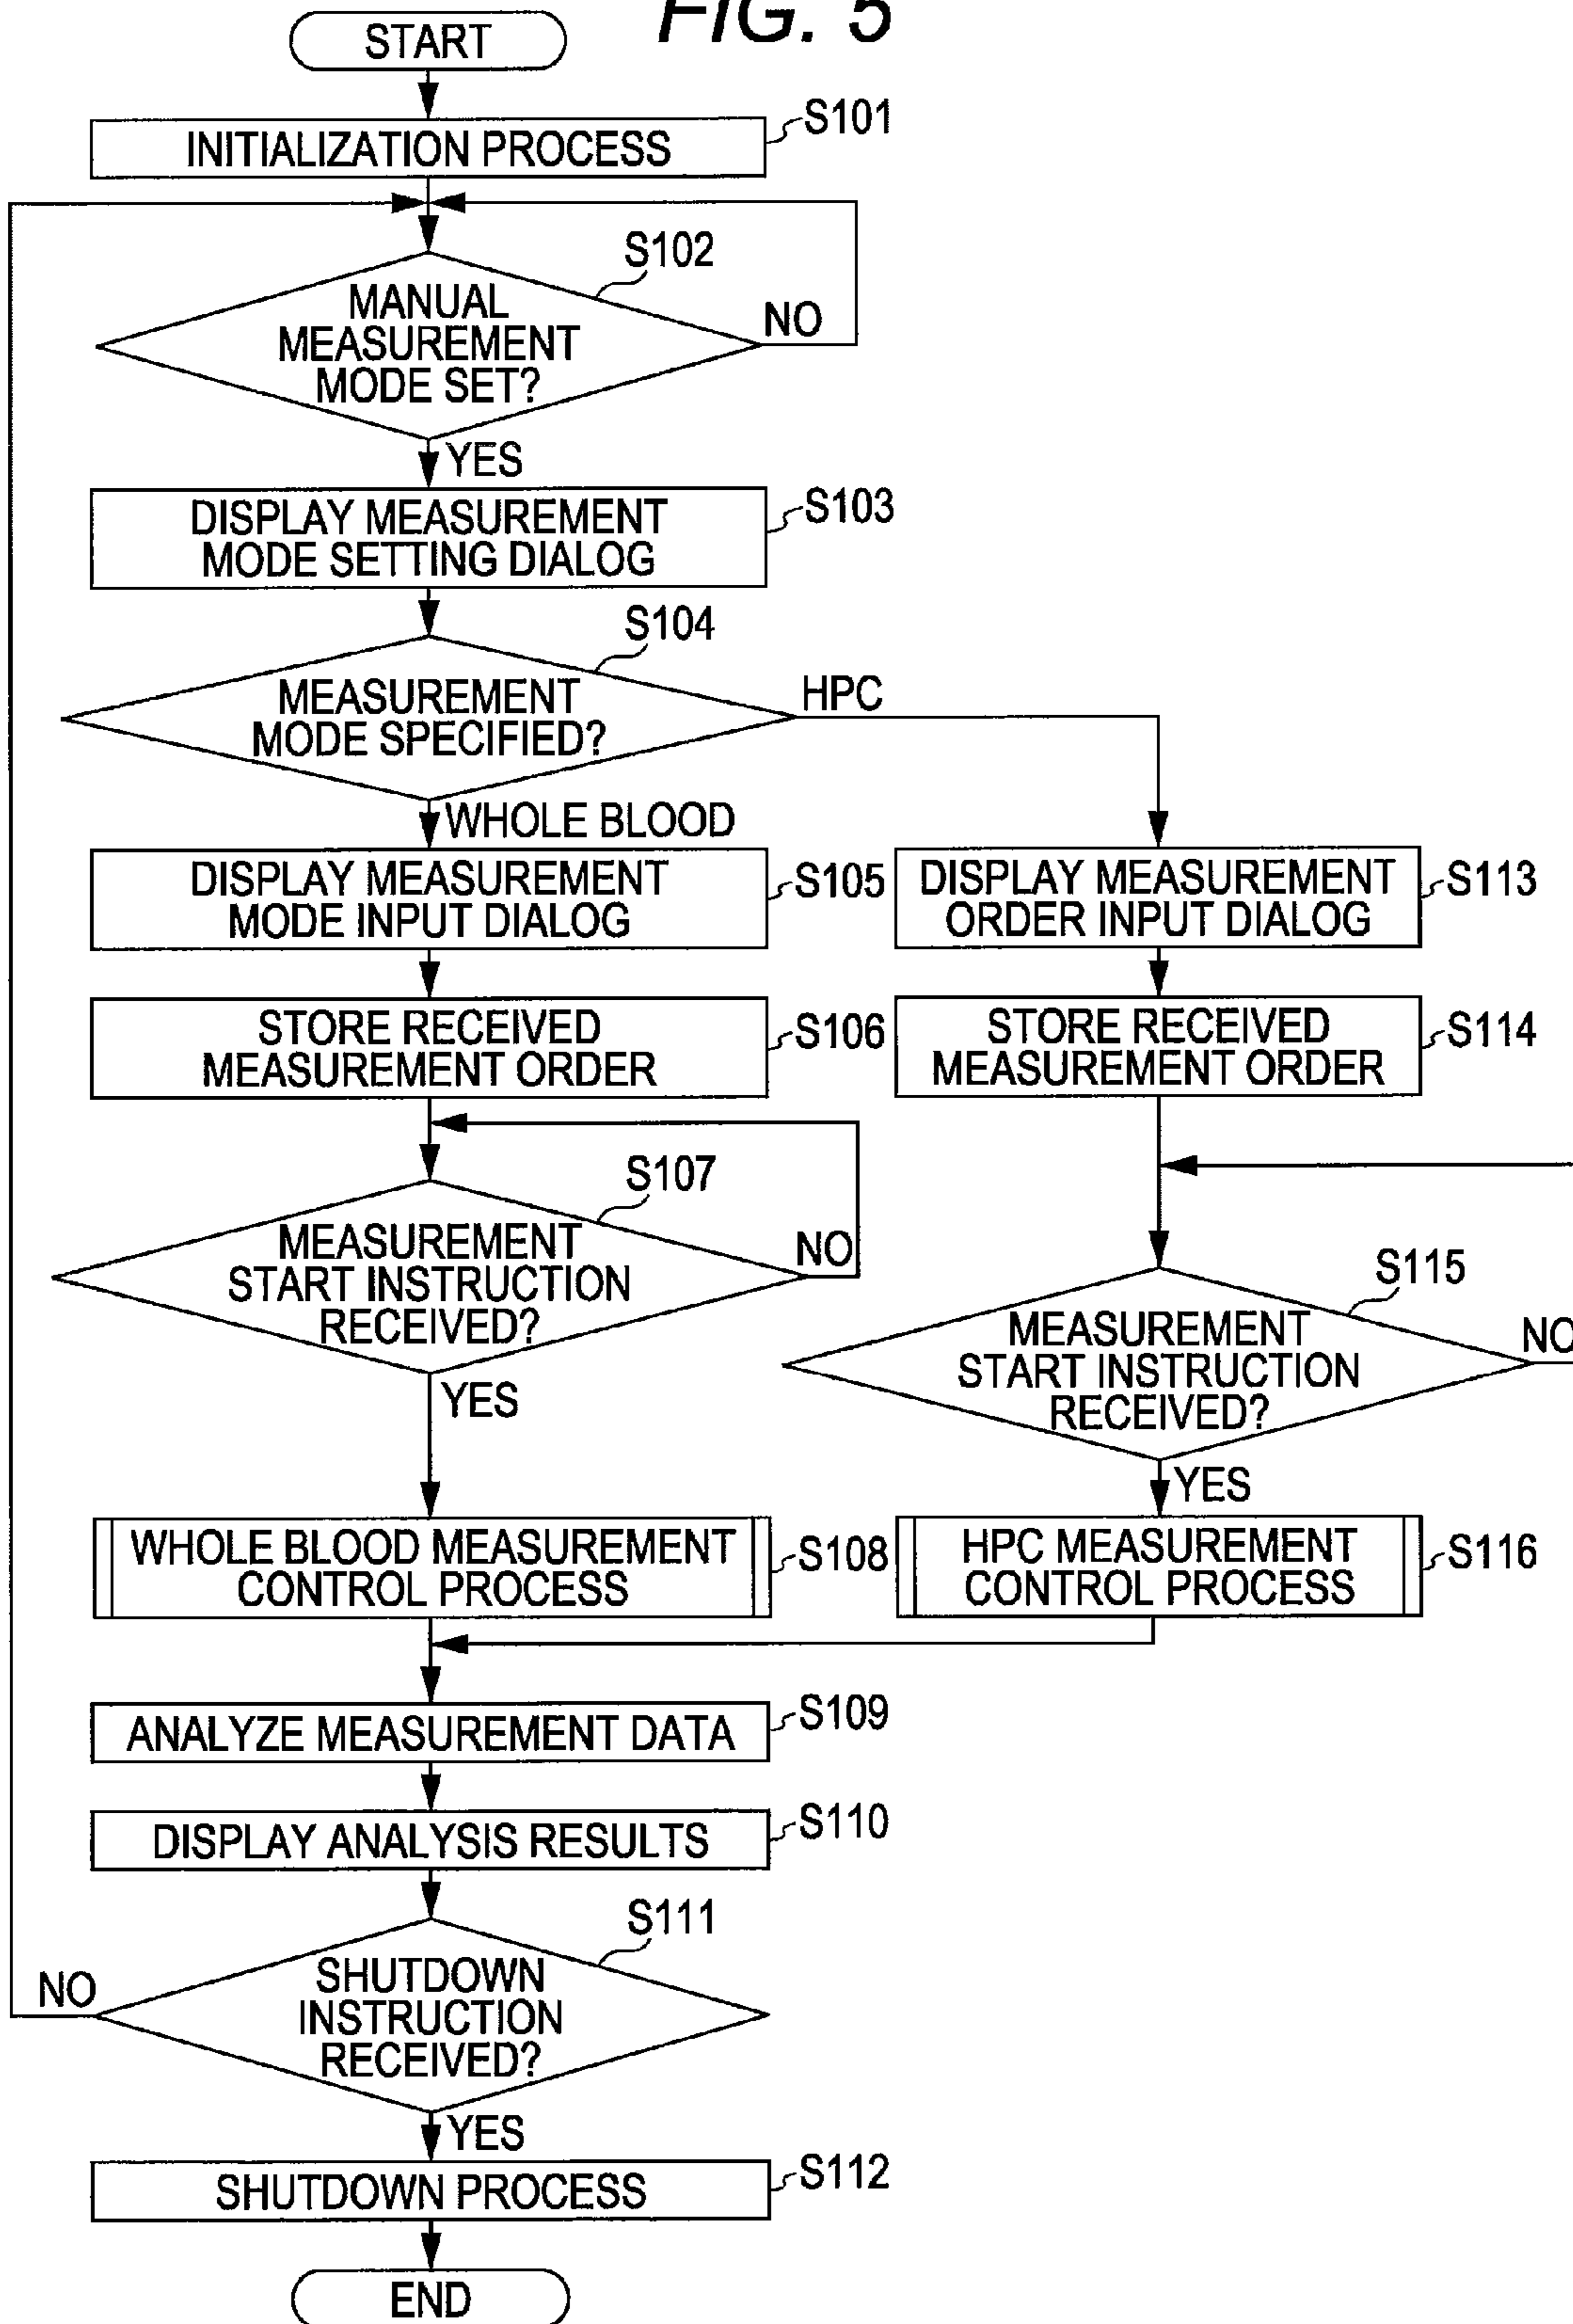 FIG. 5
START
INITIALIZATION PROCESS
S101
S102
MANUAL
MEASUREMENT
MODE SET?
NO
YES
DISPLAY MEASUREMENT
MODE SETTING DIALOG
S103
S104
MEASUREMENT
MODE SPECIFIED?
HPC
WHOLE BLOOD
DISPLAY MEASUREMENT
MODE INPUT DIALOG
S105
DISPLAY MEASUREMENT
ORDER INPUT DIALOG
S113
STORE RECEIVED
MEASUREMENT ORDER
S106
STORE RECEIVED
MEASUREMENT ORDER
S114
S107
MEASUREMENT
START INSTRUCTION
RECEIVED?
NO
YES
S115
MEASUREMENT
START INSTRUCTION
RECEIVED?
NO
YES
WHOLE BLOOD MEASUREMENT
CONTROL PROCESS
S108
HPC MEASUREMENT
CONTROL PROCESS
S116
ANALYZE MEASUREMENT DATA
S109
DISPLAY ANALYSIS RESULTS
S110
S111
SHUTDOWN
INSTRUCTION
RECEIVED?
NO
YES
SHUTDOWN PROCESS
S112
END